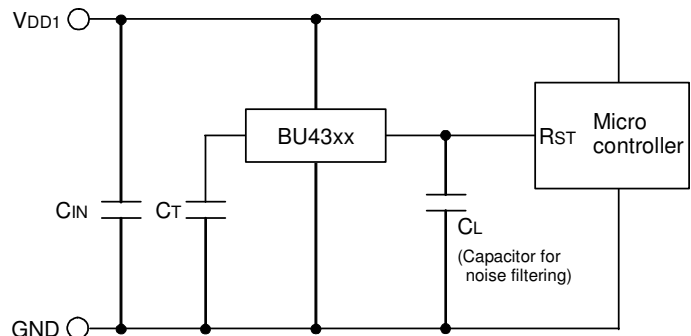 VDD1
BU43xx
RST
Micro
controller
CIN
CT
CL
(Capacitor for
noise filtering)
GND